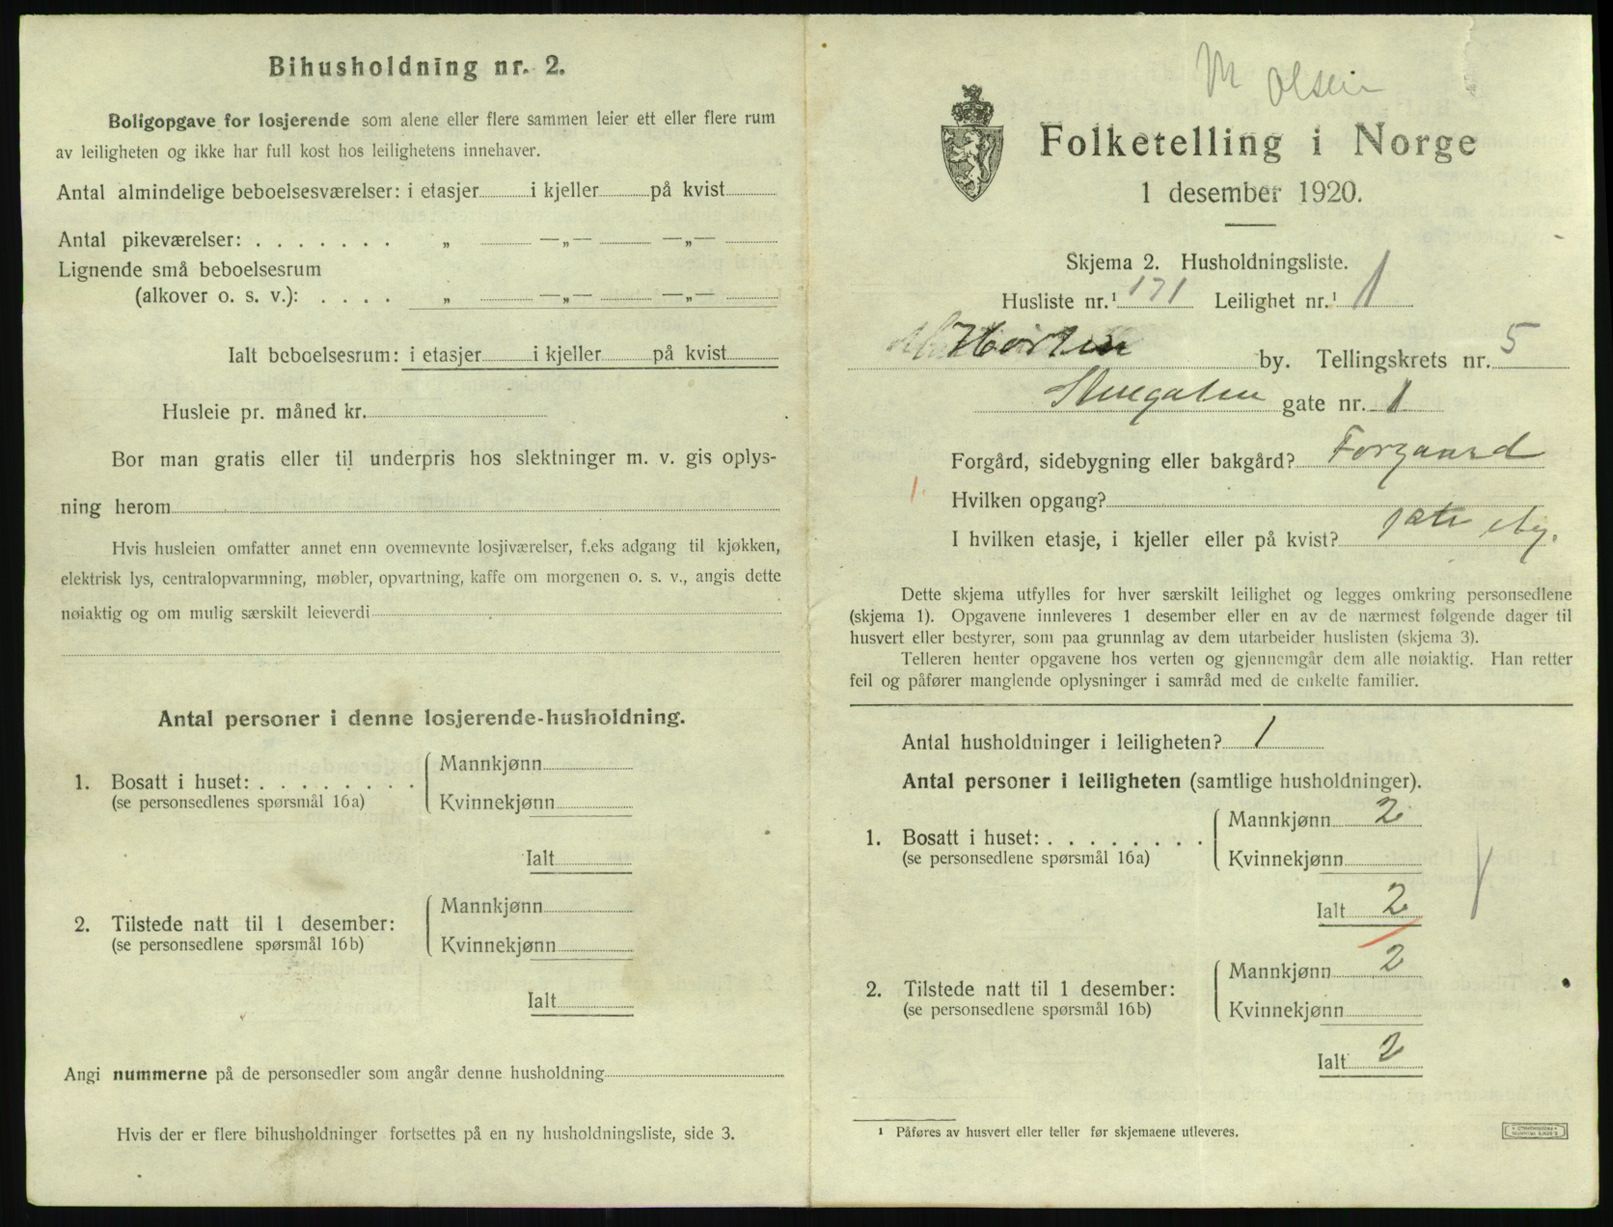 Bihusholdning nr. 2.
Boligopgave for losjerende som alene eller flere sammen leier ett eller flere rum
av leiligheten og ikke har full kost hos leilighetens innehaver.
Antal almindelige beboelsesværelser: i etasjer i kjeller på kvist
Antal pikeværelser: . . . . . . . „ —„— —„—
Lignende små beboelsesrum
(alkover o. s. v.): . . . . „ —„— —„—
Ialt beboelsesrum: i etasjer i kjeller på kvist
Husleie pr. måned kr.
Bor man gratis eller til underpris hos slektninger m. v. gis oplys-
ning herom
Hvis husleien omfatter annet enn ovennevnte losjiværelser, f.eks adgang til kjøkken,
elektrisk lys, centralopvarmning, møbler, opvartning, kaffe om morgenen o. s. v., angis dette
nøiaktig og om mulig særskilt leieverdi
Antal personer i denne losjerende-husholdning.
1. Bosatt i huset: . . . . . . . .
(se personsedlenes spørsmål 16a)
Mannkjønn
Kvinnekjønn
Ialt
2. Tilstede natt til 1 desember:
(se personsedlene spørsmål 16b)
Mannkjønn
Kvinnekjønn
Ialt
Angi nummerne på de personsedler som angår denne husholdning
Hvis der er flere bihusholdninger fortsettes på en ny husholdningsliste, side 3.
M Olsen
Folketelling i Norge
1 desember 1920.
Skjema 2. Husholdningsliste.
Husliste nr.¹ 171 Leilighet nr.¹ 1
Horten by. Tellingskrets nr. 5
Storgaten gate nr. 1
Forgård, sidebygning eller bakgård? Forgaard
1. Hvilken opgang?
I hvilken etasje, i kjeller eller på kvist?
Dette skjema utfylles for hver særskilt leilighet og legges omkring personsedlene
(skjema 1). Opgavene innleveres 1 desember eller en av de nærmest følgende dager til
husvert eller bestyrer, som paa grunnlag av dem utarbeider huslisten (skjema 3).
Telleren henter opgavene hos verten og gjennemgår dem alle nøiaktig. Han retter
feil og påfører manglende oplysninger i samråd med de enkelte familier.
Antal husholdninger i leiligheten? 1
Antal personer i leiligheten (samtlige husholdninger).
1. Bosatt i huset: . . . . . . . .
(se personsedlene spørsmål 16a)
Mannkjønn 2
Kvinnekjønn
Ialt 2
2. Tilstede natt til 1 desember:
(se personsedlene spørsmål 16b)
Mannkjønn 2
Kvinnekjønn
Ialt 2
¹ Påføres av husvert eller teller før skjemaene utleveres.